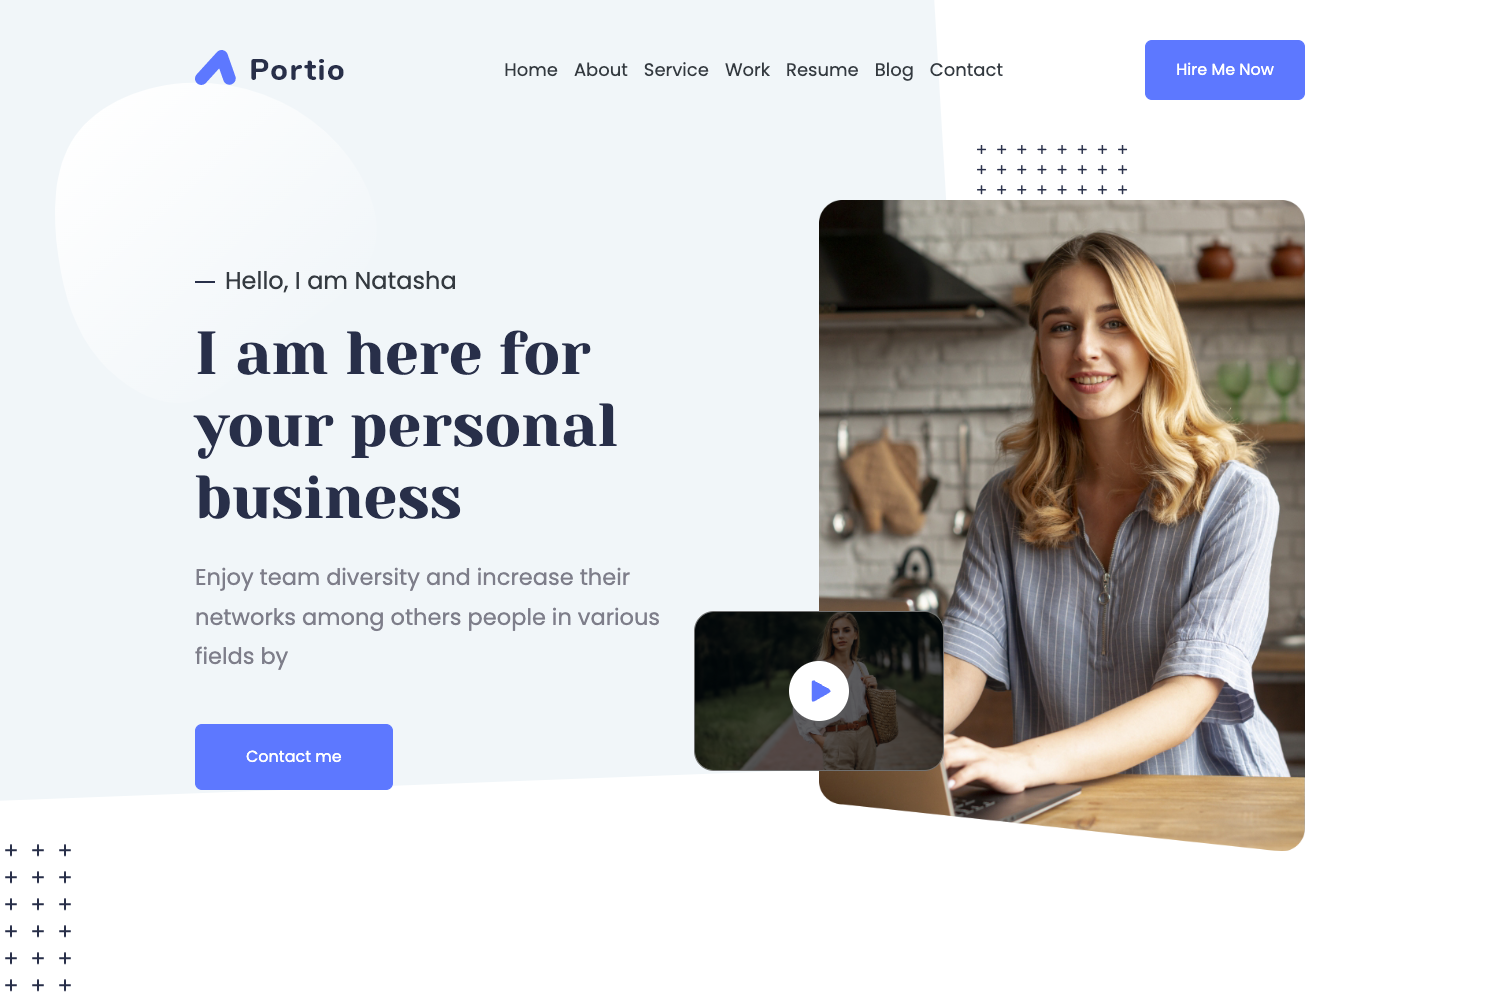 Portio
Home About Service Work Resume Blog Contact
Hire Me Now
Hello, I am Natasha
I am here for
your personal
business
Enjoy team diversity and increase their
networks among others people in various
fields by
Contact me